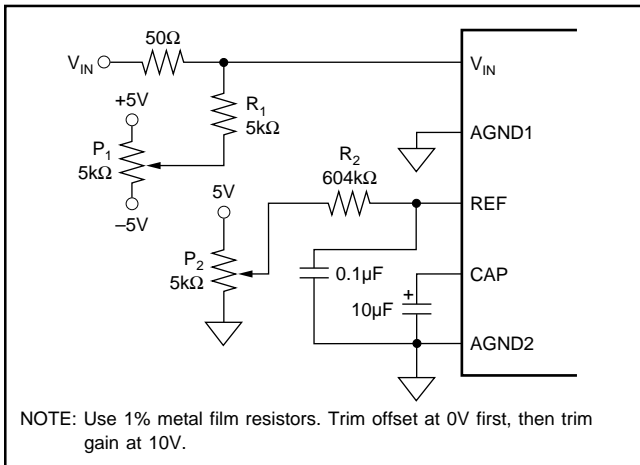 50Ω
V_IN
V_IN
+5V
R_1
5kΩ
AGND1
P_1
5kΩ
R_2
604kΩ
–5V
5V
REF
P_2
5kΩ
0.1µF
CAP
+
10µF
AGND2
NOTE: Use 1% metal film resistors. Trim offset at 0V first, then trim
gain at 10V.